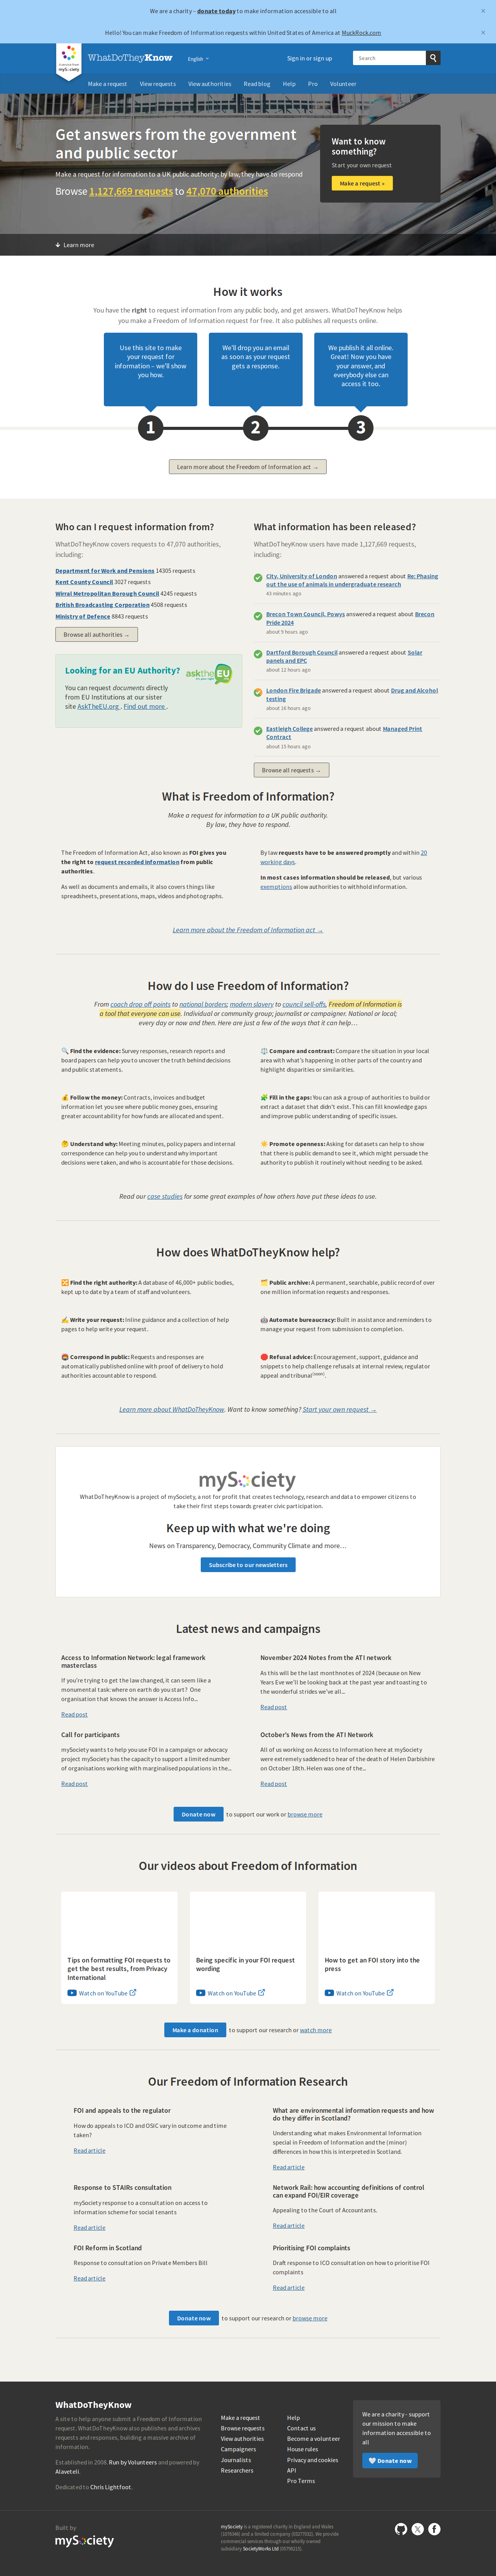 We are a charity – donate today to make information accessible to all
×
Hello! You can make Freedom of Information requests within United States of America at MuckRock.com
×
a service from mySociety
WhatDoTheyKnow
English
Sign in or sign up
Search
Make a request
View requests
View authorities
Read blog
Help
Pro
Volunteer
Get answers from the government
and public sector
Make a request for information to a UK public authority: by law, they have to respond
Browse 1,127,669 requests to 47,070 authorities
Want to know
something?
Start your own request
Make a request »
Learn more
How it works
You have the right to request information from any public body, and get answers. WhatDoTheyKnow helps
you make a Freedom of Information request for free. It also publishes all requests online.
Use this site to make
your request for
information – we'll show
you how.
We'll drop you an email
as soon as your request
gets a response.
We publish it all online.
Great! Now you have
your answer, and
everybody else can
access it too.
1
2
3
Learn more about the Freedom of Information act →
Who can I request information from?
WhatDoTheyKnow covers requests to 47,070 authorities,
including:
Department for Work and Pensions 14305 requests
Kent County Council 3027 requests
Wirral Metropolitan Borough Council 4245 requests
British Broadcasting Corporation 4508 requests
Ministry of Defence 8843 requests
Browse all authorities →
Looking for an EU Authority?
asktheEU
You can request documents directly
from EU Institutions at our sister
site AskTheEU.org . Find out more .
What information has been released?
WhatDoTheyKnow users have made 1,127,669 requests,
including:
City, University of London answered a request about Re: Phasing
out the use of animals in undergraduate research
43 minutes ago
Brecon Town Council, Powys answered a request about Brecon
Pride 2024
about 9 hours ago
Dartford Borough Council answered a request about Solar
panels and EPC
about 12 hours ago
London Fire Brigade answered a request about Drug and Alcohol
testing
about 16 hours ago
Eastleigh College answered a request about Managed Print
Contract
about 15 hours ago
Browse all requests →
What is Freedom of Information?
Make a request for information to a UK public authority.
By law, they have to respond.
The Freedom of Information Act, also known as FOI gives you
the right to request recorded information from public
authorities.
As well as documents and emails, it also covers things like
spreadsheets, presentations, maps, videos and photographs.
By law requests have to be answered promptly and within 20
working days.
In most cases information should be released, but various
exemptions allow authorities to withhold information.
Learn more about the Freedom of Information act →
How do I use Freedom of Information?
From coach drop off points to national borders; modern slavery to council sell-offs, Freedom of Information is
a tool that everyone can use. Individual or community group; journalist or campaigner. National or local;
every day or now and then. Here are just a few of the ways that it can help…
🔍 Find the evidence: Survey responses, research reports and
board papers can help you to uncover the truth behind decisions
and public statements.
⚖️ Compare and contrast: Compare the situation in your local
area with what's happening in other parts of the country and
highlight disparities or similarities.
💰 Follow the money: Contracts, invoices and budget
information let you see where public money goes, ensuring
greater accountability for how funds are allocated and spent.
🧩 Fill in the gaps: You can ask a group of authorities to build or
extract a dataset that didn't exist. This can fill knowledge gaps
and improve public understanding of specific issues.
🤔 Understand why: Meeting minutes, policy papers and internal
correspondence can help you to understand why important
decisions were taken, and who is accountable for those decisions.
☀️ Promote openness: Asking for datasets can help to show
that there is public demand to see it, which might persuade the
authority to publish it routinely without needing to be asked.
Read our case studies for some great examples of how others have put these ideas to use.
How does WhatDoTheyKnow help?
🔀 Find the right authority: A database of 46,000+ public bodies,
kept up to date by a team of staff and volunteers.
🗂️ Public archive: A permanent, searchable, public record of over
one million information requests and responses.
✍️ Write your request: Inline guidance and a collection of help
pages to help write your request.
🤖 Automate bureaucracy: Built in assistance and reminders to
manage your request from submission to completion.
📯 Correspond in public: Requests and responses are
automatically published online with proof of delivery to hold
authorities accountable to respond.
🛑 Refusal advice: Encouragement, support, guidance and
snippets to help challenge refusals at internal review, regulator
appeal and tribunal(soon).
Learn more about WhatDoTheyKnow. Want to know something? Start your own request →
mySociety
WhatDoTheyKnow is a project of mySociety, a not for profit that creates technology, research and data to empower citizens to
take their first steps towards greater civic participation.
Keep up with what we're doing
News on Transparency, Democracy, Community Climate and more…
Subscribe to our newsletters
Latest news and campaigns
Access to Information Network: legal framework
masterclass
If you're trying to get the law changed, it can seem like a
monumental task: where on earth do you start? One
organisation that knows the answer is Access Info...
Read post
November 2024 Notes from the ATI network
As this will be the last monthnotes of 2024 (because on New
Years Eve we'll be looking back at the past year and toasting to
the wonderful strides we've all...
Read post
Call for participants
mySociety wants to help you use FOI in a campaign or advocacy
project mySociety has the capacity to support a limited number
of organisations working with marginalised populations in the...
Read post
October's News from the ATI Network
All of us working on Access to Information here at mySociety
were extremely saddened to hear of the death of Helen Darbishire
on October 18th. Helen was one of the...
Read post
Donate now to support our work or browse more
Our videos about Freedom of Information
Tips on formatting FOI requests to
get the best results, from Privacy
International
Watch on YouTube
Being specific in your FOI request
wording
Watch on YouTube
How to get an FOI story into the
press
Watch on YouTube
Make a donation to support our research or watch more
Our Freedom of Information Research
FOI and appeals to the regulator
How do appeals to ICO and OSIC vary in outcome and time
taken?
Read article
What are environmental information requests and how
do they differ in Scotland?
Understanding what makes Environmental Information
special in Freedom of Information and the (minor)
differences in how this is interpreted in Scotland.
Read article
Response to STAIRs consultation
mySociety response to a consultation on access to
information scheme for social tenants
Read article
Network Rail: how accounting definitions of control
can expand FOI/EIR coverage
Appealing to the Court of Accountants.
Read article
FOI Reform in Scotland
Response to consultation on Private Members Bill
Read article
Prioritising FOI complaints
Draft response to ICO consultation on how to prioritise FOI
complaints
Read article
Donate now to support our research or browse more
WhatDoTheyKnow
A site to help anyone submit a Freedom of Information
request. WhatDoTheyKnow also publishes and archives
requests and responses, building a massive archive of
information.
Established in 2008. Run by Volunteers and powered by
Alaveteli.
Dedicated to Chris Lightfoot.
Make a request
Browse requests
View authorities
Campaigners
Journalists
Researchers
Help
Contact us
Become a volunteer
House rules
Privacy and cookies
API
Pro Terms
We are a charity - support
our mission to make
information accessible to
all
🤍 Donate now
Built by
mySociety
mySociety is a registered charity in England and Wales
(1076346) and a limited company (03277032). We provide
commercial services through our wholly owned
subsidiary SocietyWorks Ltd (05798215).